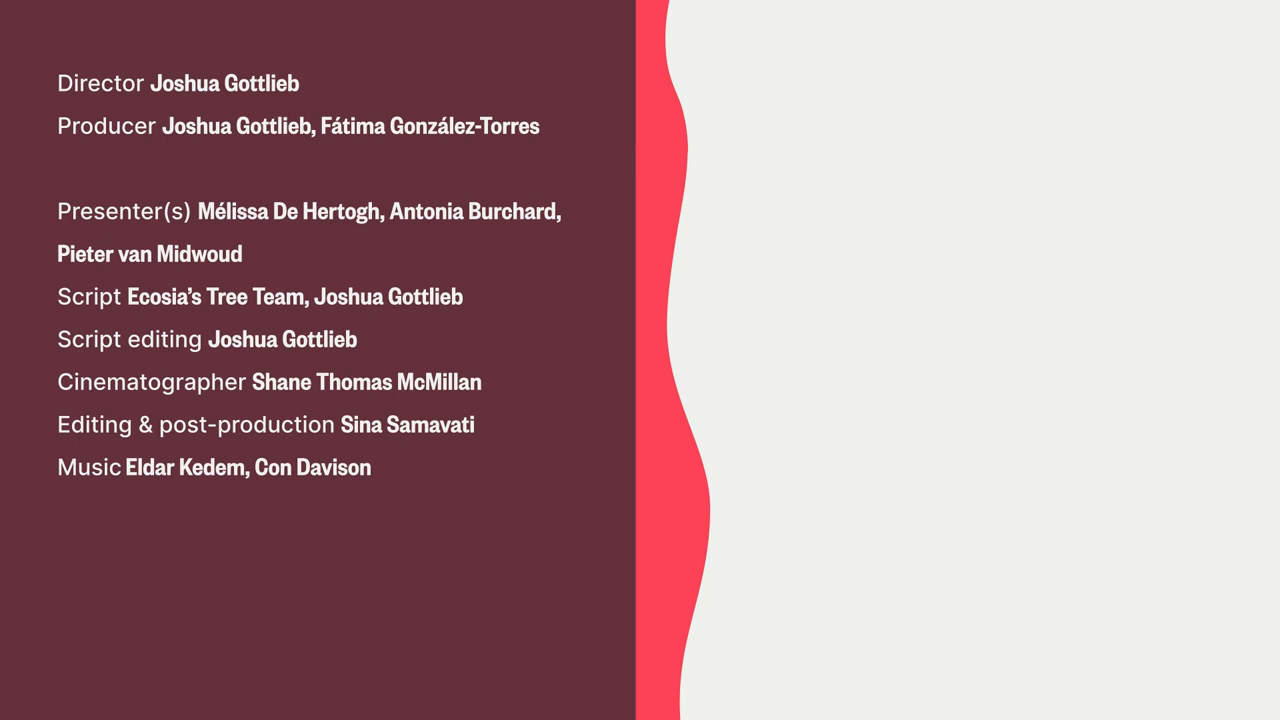 Director Joshua Gottlieb
Producer Joshua Gottlieb, Fátima González-Torres
Presenter(s) Mélissa De Hertogh, Antonia Burchard,
Pieter van Midwoud
Script Ecosia’s Tree Team, Joshua Gottlieb
Script editing Joshua Gottlieb
Cinematographer Shane Thomas McMillan
Editing & post-production Sina Samavati
Music Eldar Kedem, Con Davison